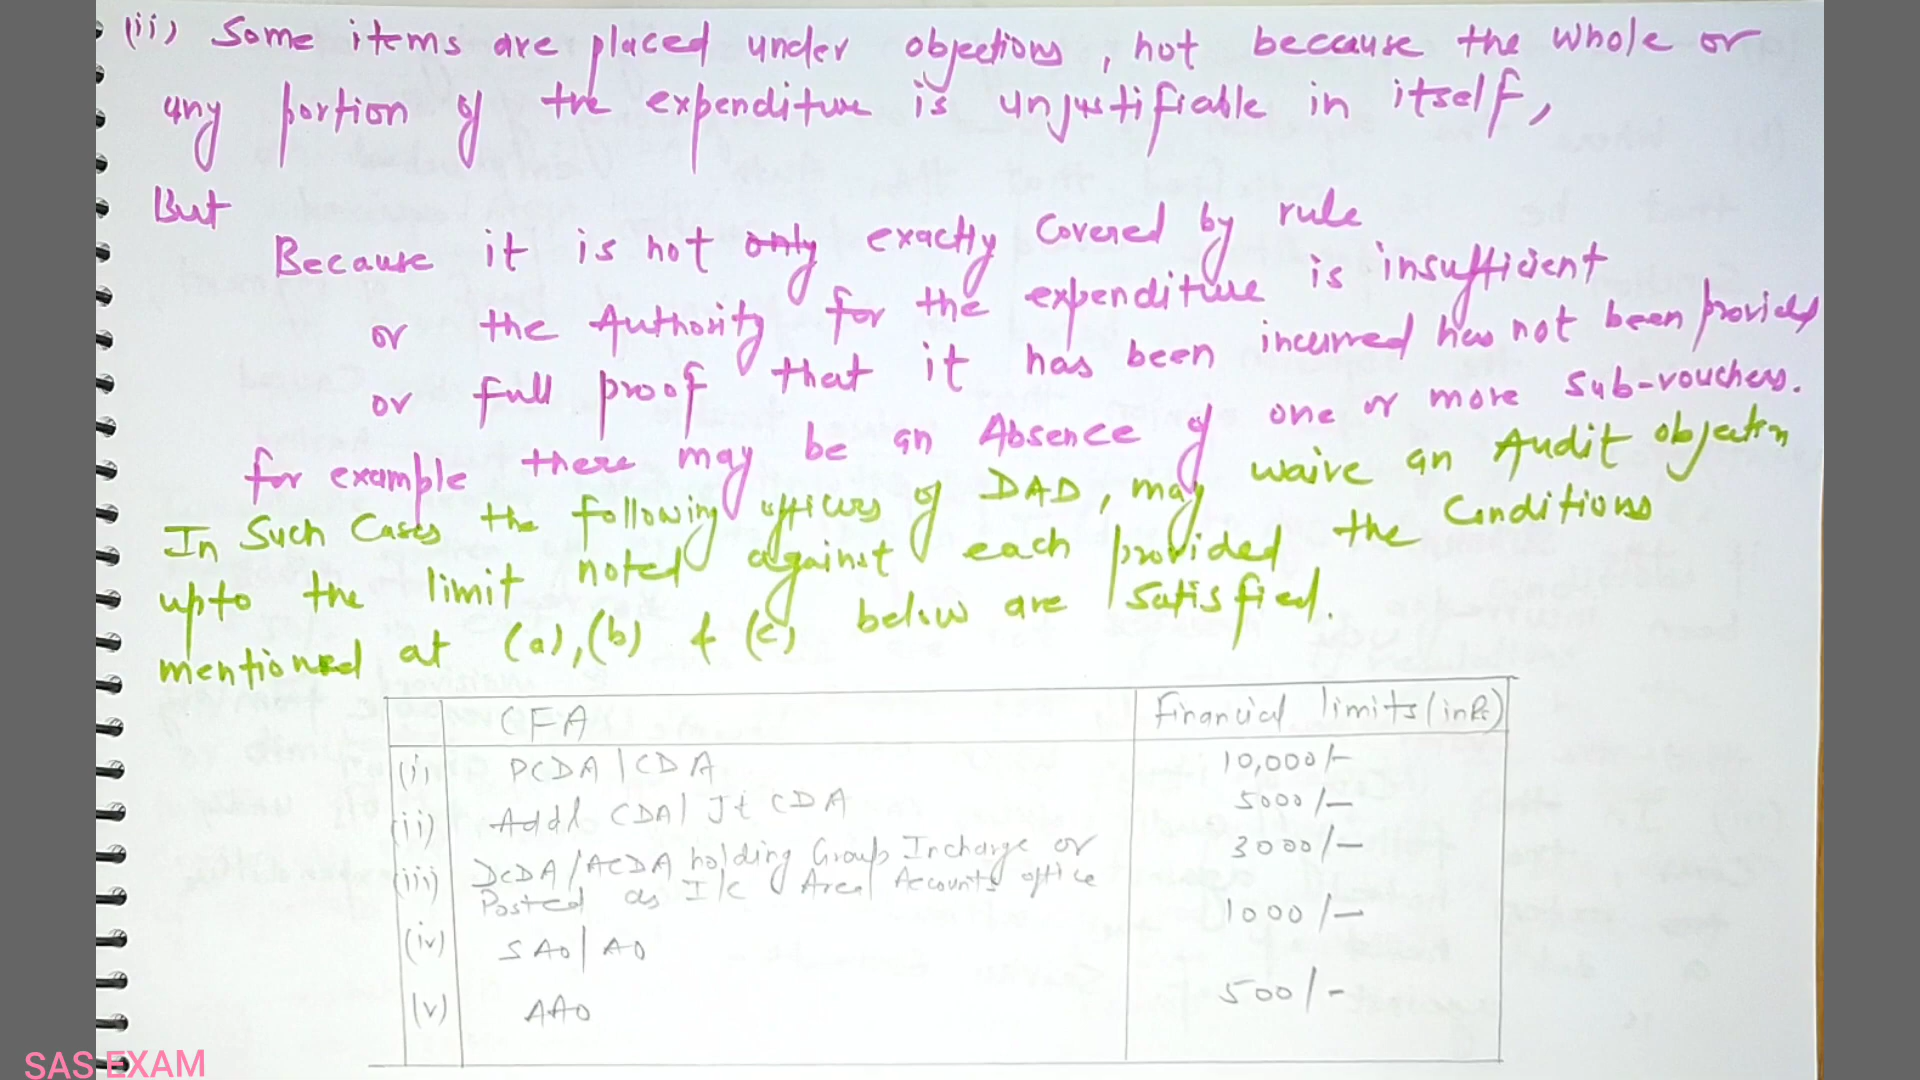 (ii) Some items are placed under objections, not because the whole or
any portion of the expenditure is unjustifiable in itself,
But
Because it is not only exactly covered by rule
or the Authority for the expenditure is insufficient
or full proof that it has been incurred has not been provided
for example there may be an Absence of one or more sub-vouchers.
In Such Cases the following officers of DAD, may waive an Audit objection
upto the limit noted against each provided the Conditions
mentioned at (a), (b) & (c) below are satisfied.
CFA Financial limits (in Rs)
(i) PCDA / CDA 10,000/-
(ii) Addl CDA / Jt CDA 5000/-
(iii) DCDA / ACDA holding Group Incharge or 3000/-
Posted as I/C Area Accounts office
(iv) SAO / AO 1000/-
(v) AAO 500/-
SAS EXAM